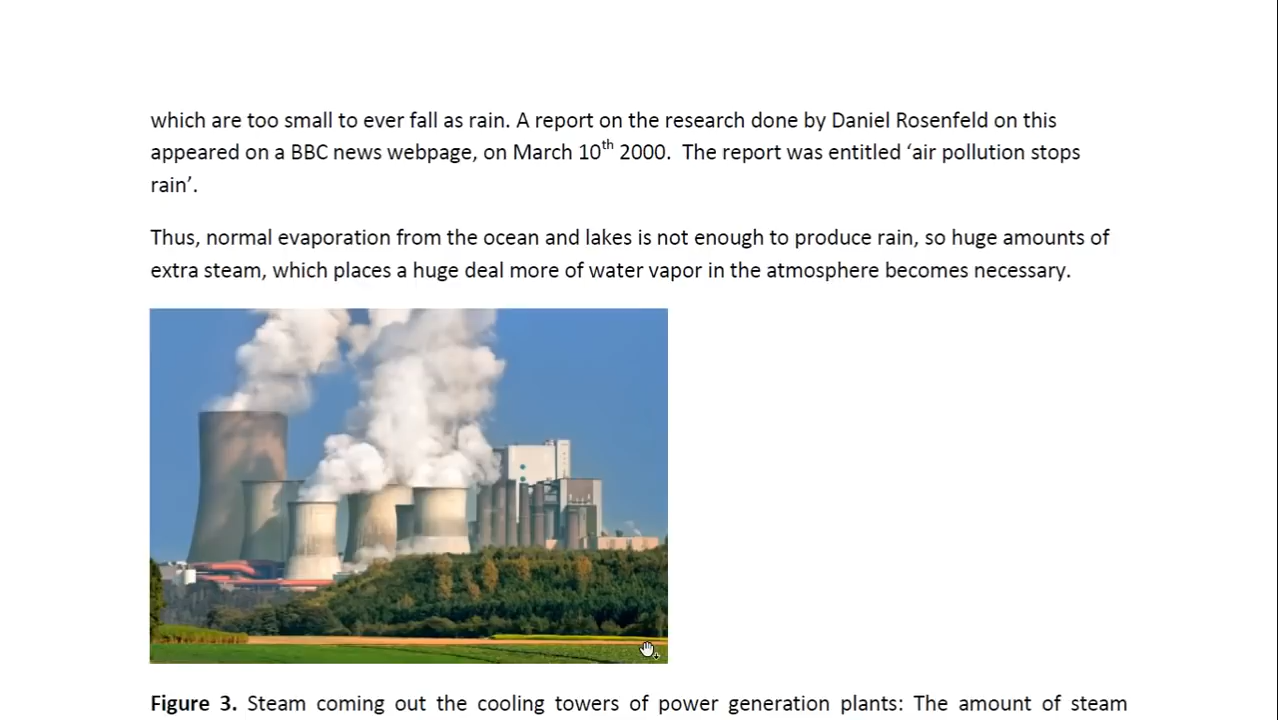 which are too small to ever fall as rain. A report on the research done by Daniel Rosenfeld on this
appeared on a BBC news webpage, on March 10th 2000.  The report was entitled ‘air pollution stops
rain’.
Thus, normal evaporation from the ocean and lakes is not enough to produce rain, so huge amounts of
extra steam, which places a huge deal more of water vapor in the atmosphere becomes necessary.
Figure 3. Steam coming out the cooling towers of power generation plants: The amount of steam